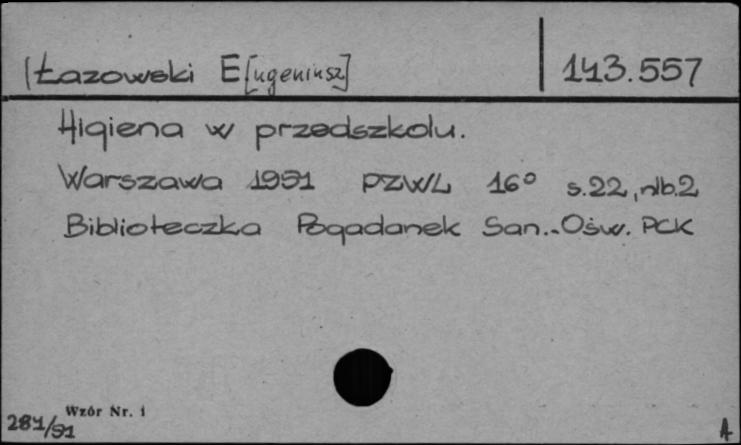 Łazowski E[ugeniusz] 143.557
Higiena w przedszkolu.
Warszawa 1951 PZWL 16° s.22, nlb.2
Biblioteczka Pogadanek San.-Ośw. PCK
Wzór Nr. 1
281/51
A